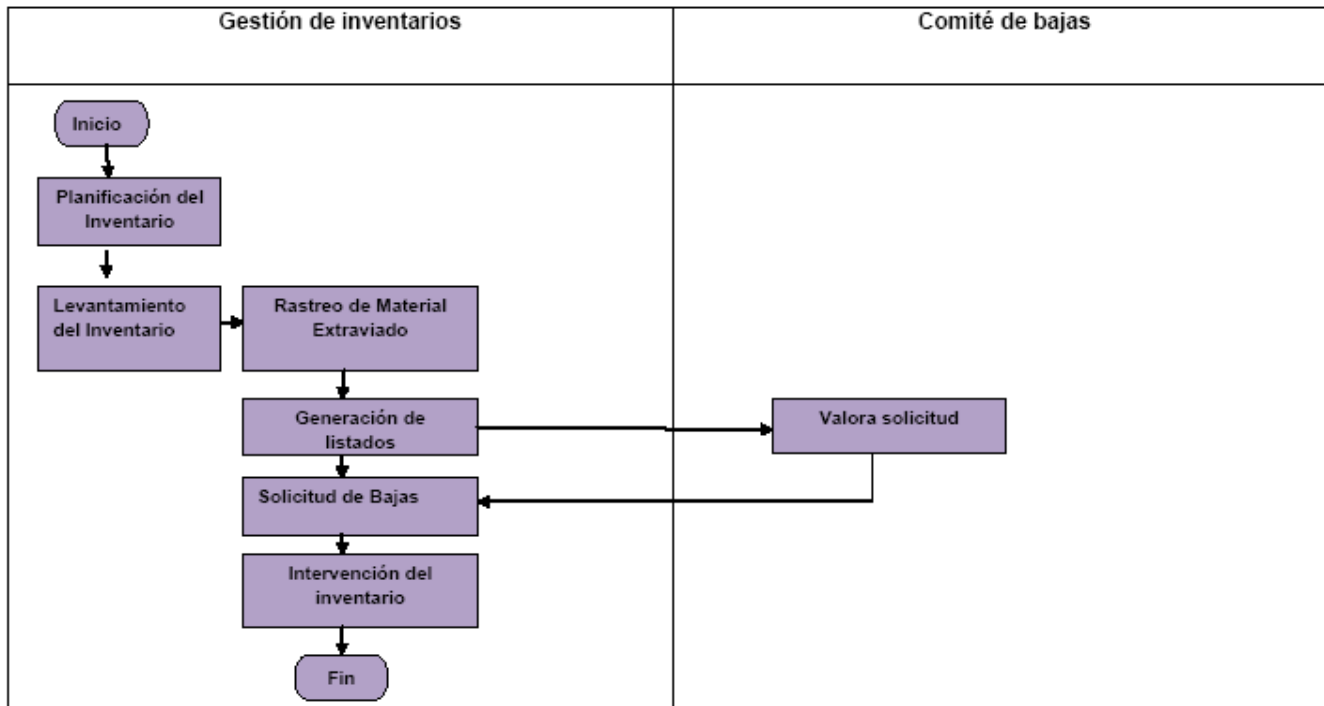 Gestión de inventarios
Comité de bajas
Inicio
Planificación del
Inventario
Levantamiento
del Inventario
Rastreo de Material
Extraviado
Generación de
listados
Valora solicitud
Solicitud de Bajas
Intervención del
inventario
Fin